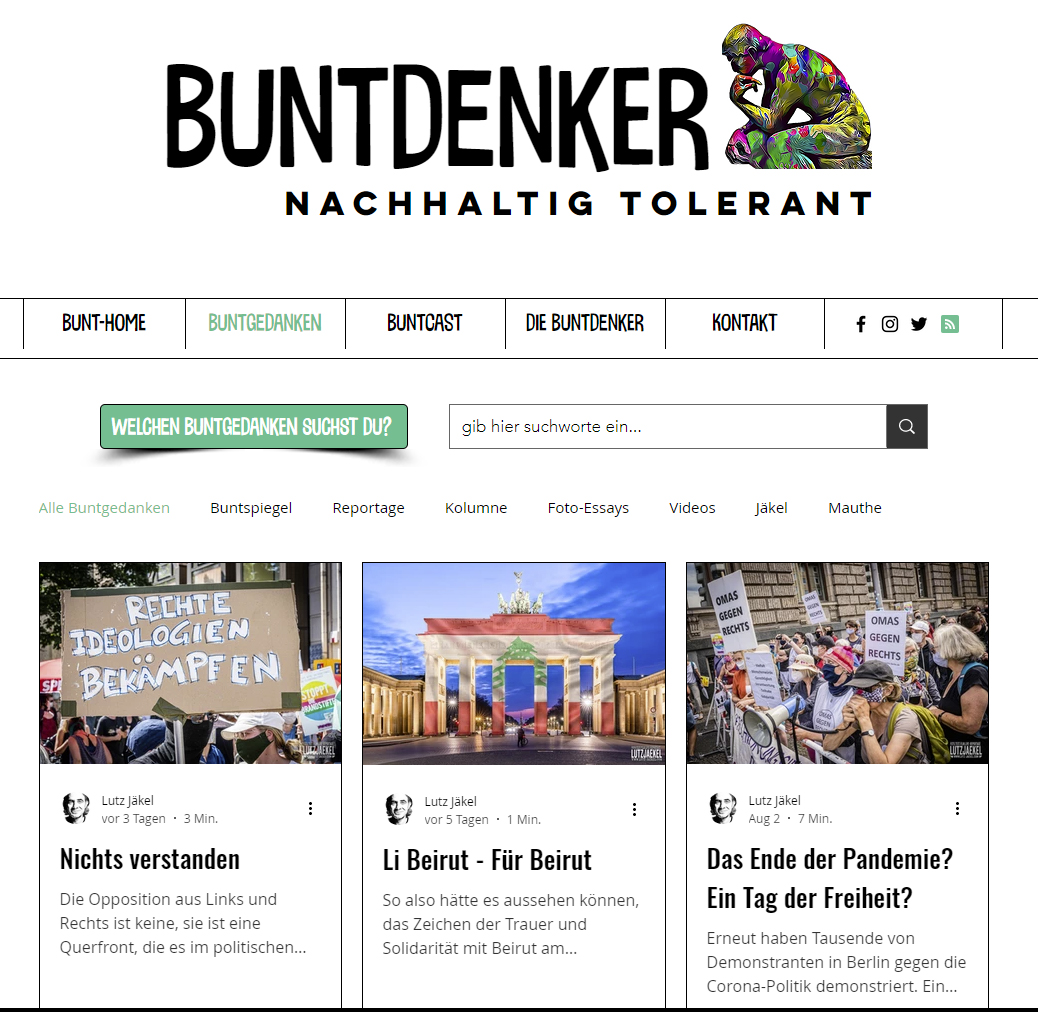 BUNTDENKER
NACHHALTIG TOLERANT
BUNT-HOME
BUNTGEDANKEN
BUNTCAST
DIE BUNTDENKER
KONTAKT
WELCHEN BUNTGEDANKEN SUCHST DU?
gib hier suchworte ein...
Alle Buntgedanken
Buntspiegel
Reportage
Kolumne
Foto-Essays
Videos
Jäkel
Mauthe
RECHTE
IDEOLOGIEN
BEKÄMPFEN
STOPPT
LUTZJAEKEL
Lutz Jäkel
vor 3 Tagen · 3 Min.
Nichts verstanden
Die Opposition aus Links und
Rechts ist keine, sie ist eine
Querfront, die es im politischen...
LUTZJAEKEL
Lutz Jäkel
vor 5 Tagen · 1 Min.
Li Beirut - Für Beirut
So also hätte es aussehen können,
das Zeichen der Trauer und
Solidarität mit Beirut am...
OMAS
GEGEN
RECHTS
OMAS
GEGEN
RECHTS
OMAS
GEGEN
RECHTS
LUTZJAEKEL
Lutz Jäkel
Aug 2 · 7 Min.
Das Ende der Pandemie?
Ein Tag der Freiheit?
Erneut haben Tausende von
Demonstranten in Berlin gegen die
Corona-Politik demonstriert. Ein...